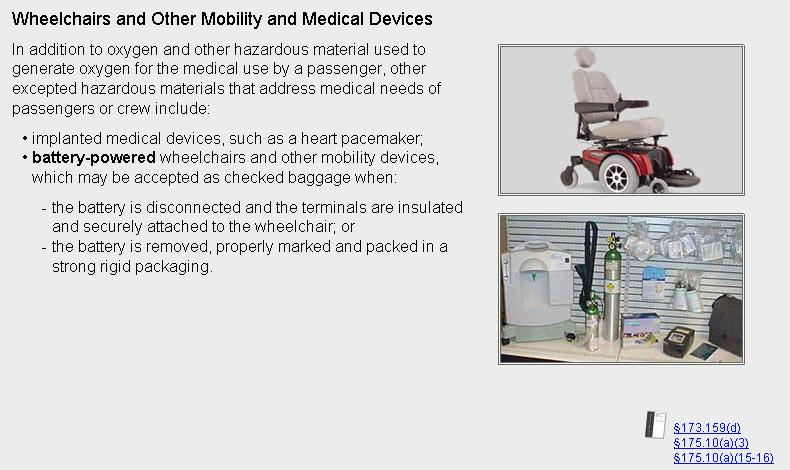 Wheelchairs and Other Mobility and Medical Devices
In addition to oxygen and other hazardous material used to
generate oxygen for the medical use by a passenger, other
excepted hazardous materials that address medical needs of
passengers or crew include:
• implanted medical devices, such as a heart pacemaker;
• battery-powered wheelchairs and other mobility devices,
which may be accepted as checked baggage when:
- the battery is disconnected and the terminals are insulated
and securely attached to the wheelchair; or
- the battery is removed, properly marked and packed in a
strong rigid packaging.
§173.159(d)
§175.10(a)(3)
§175.10(a)(15-16)